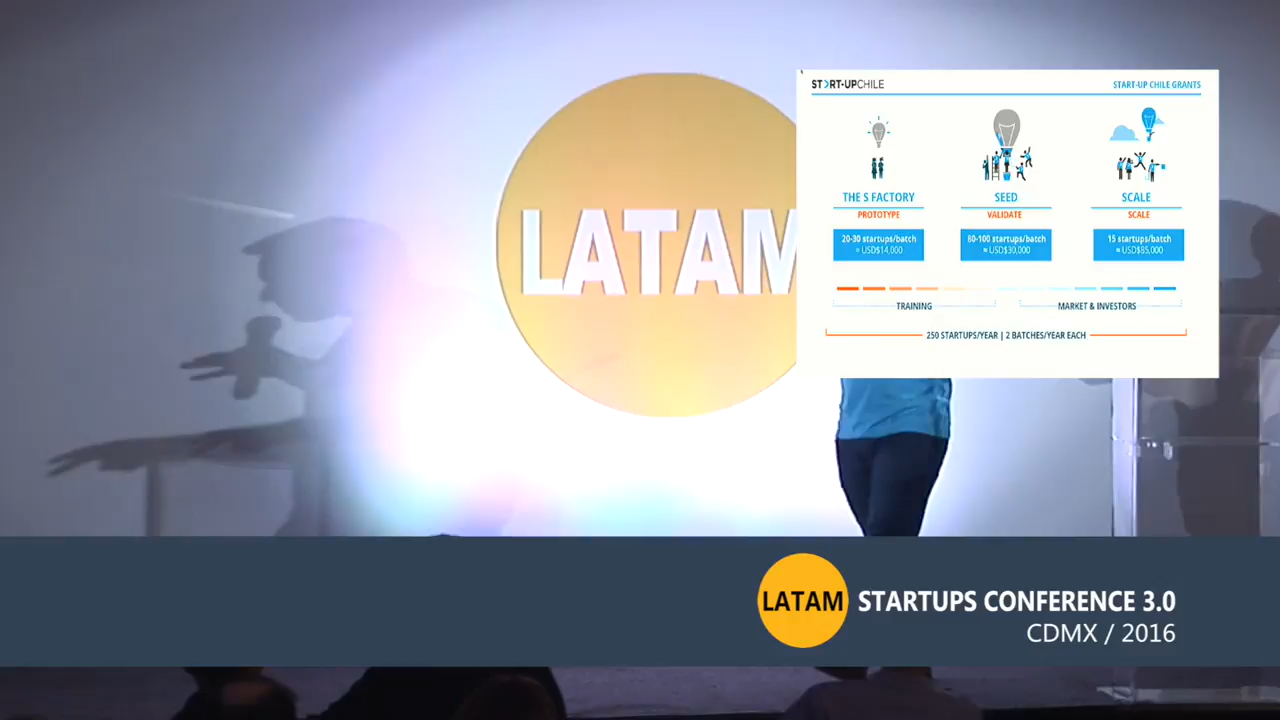 LATAM
START-UPCHILE
START-UP CHILE GRANTS
THE S FACTORY
PROTOTYPE
20-30 startups/batch
≈ USD$14,000
SEED
VALIDATE
80-100 startups/batch
≈ USD$30,000
SCALE
SCALE
15 startups/batch
≈ USD$85,000
TRAINING
MARKET & INVESTORS
250 STARTUPS/YEAR | 2 BATCHES/YEAR EACH
LATAM STARTUPS CONFERENCE 3.0
CDMX / 2016